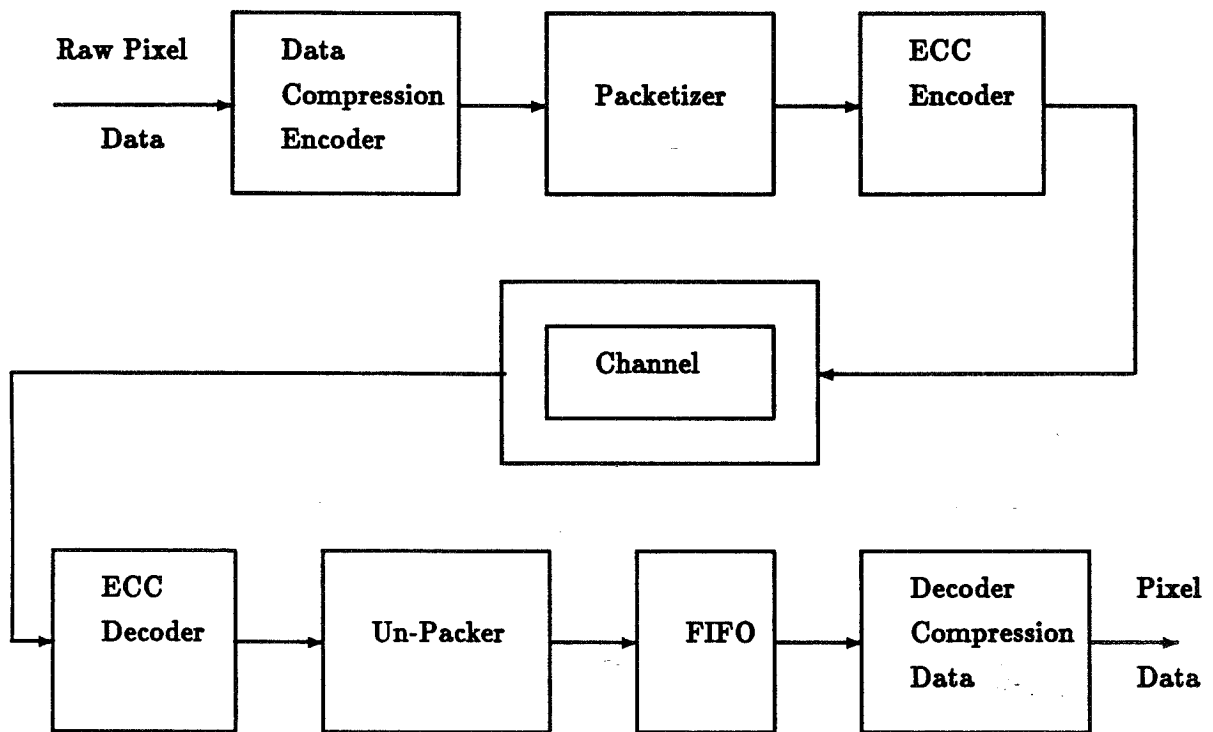 Raw Pixel
Data
Data
Compression
Encoder
Packetizer
ECC
Encoder
Channel
ECC
Decoder
Un-Packer
FIFO
Decoder
Compression
Data
Pixel
Data